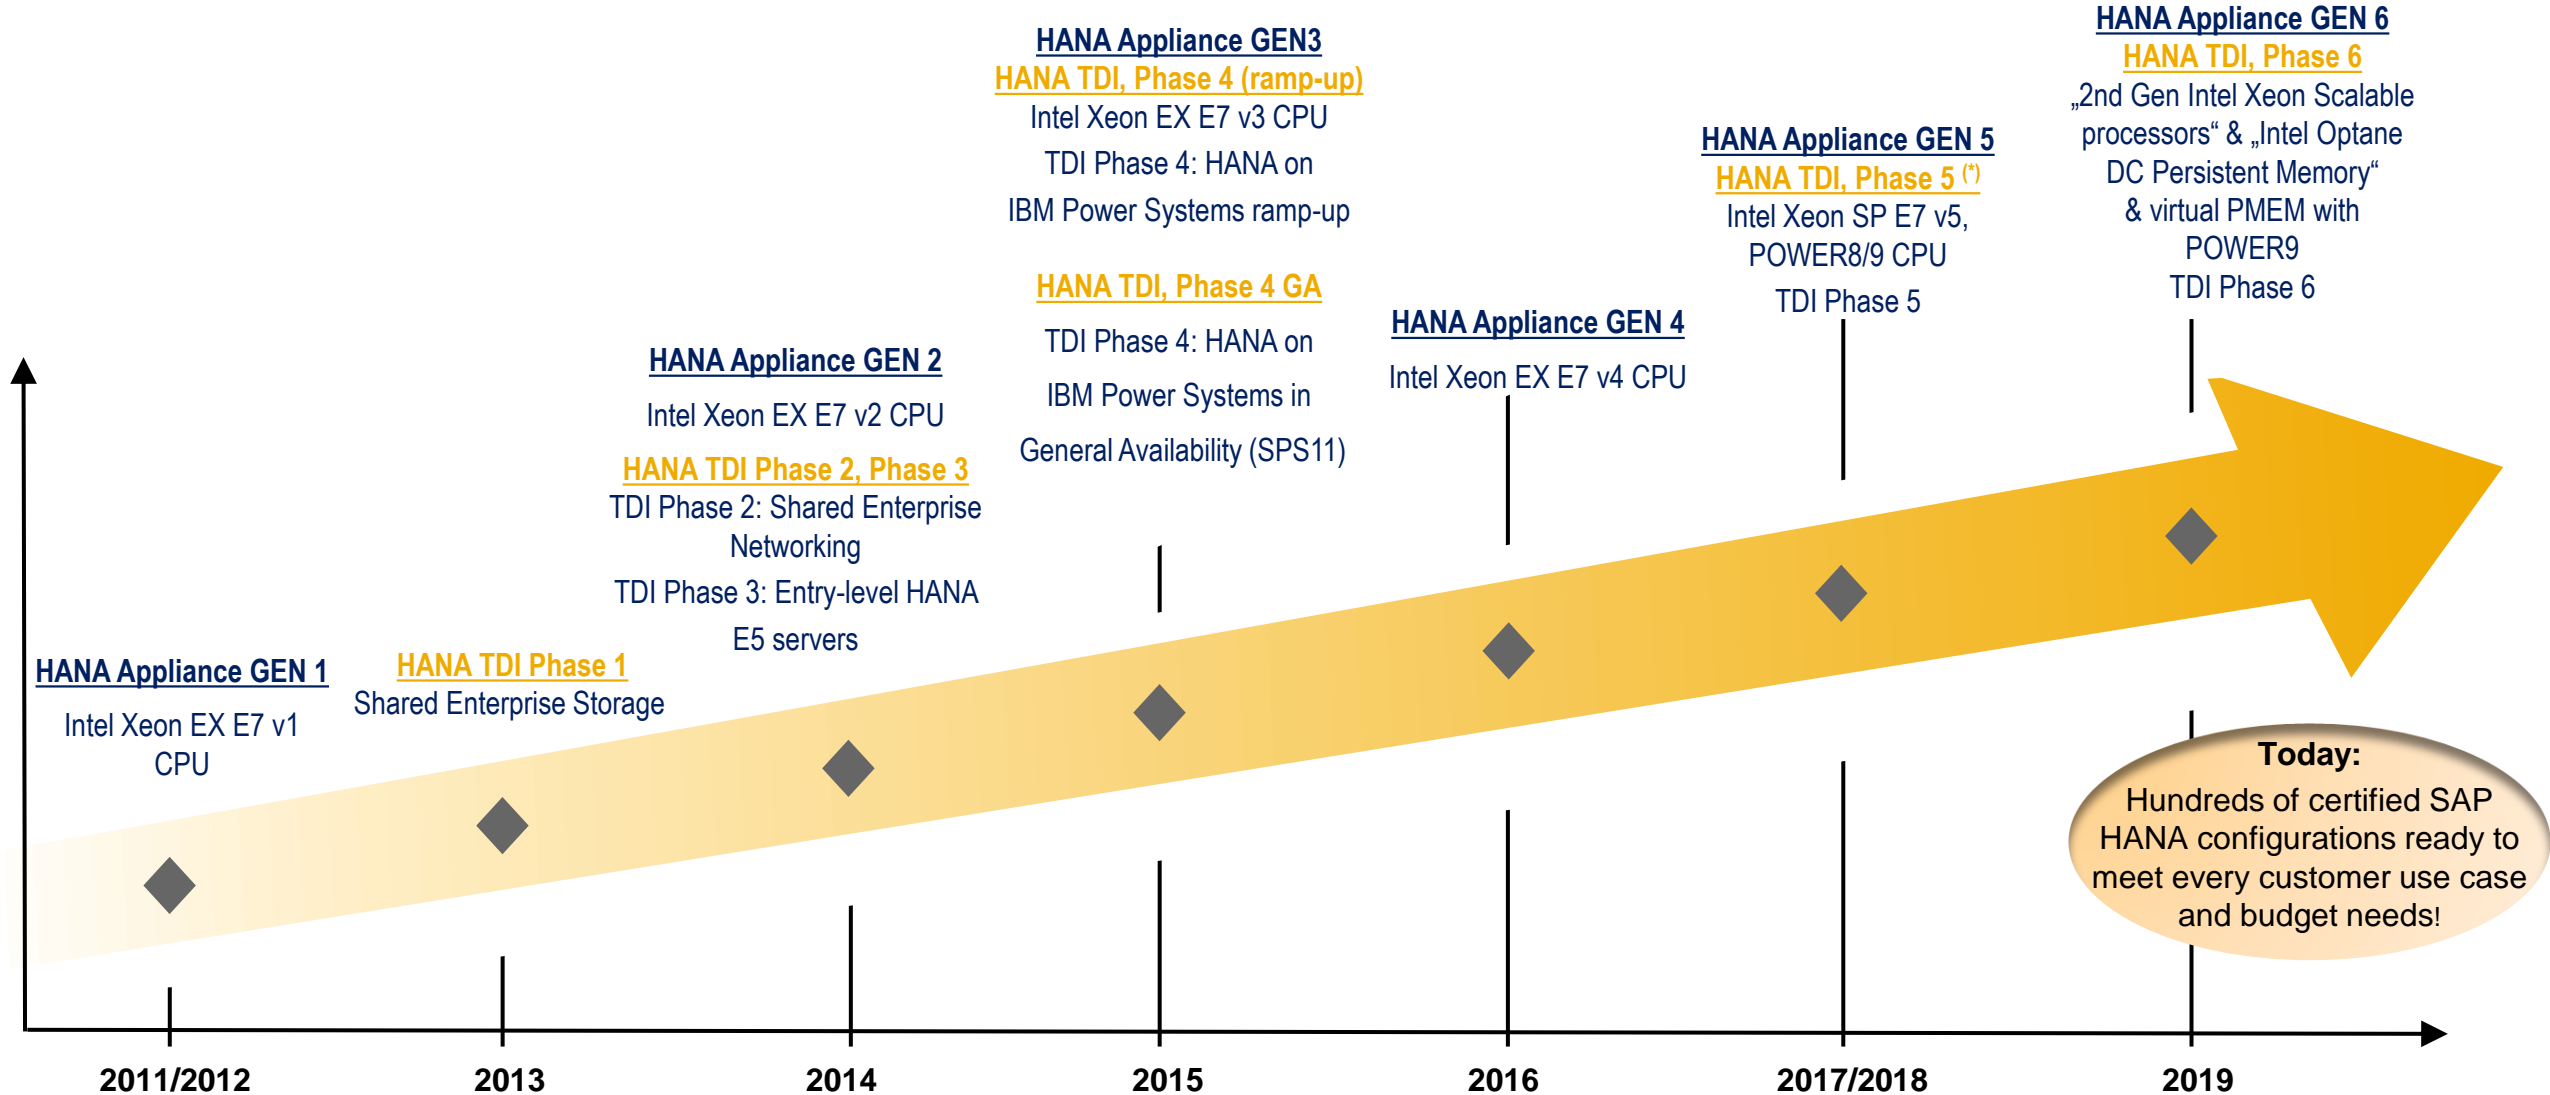 HANA Appliance GEN 1
Intel Xeon EX E7 v1
CPU
HANA TDI Phase 1
Shared Enterprise Storage
HANA Appliance GEN 2
Intel Xeon EX E7 v2 CPU
HANA TDI Phase 2, Phase 3
TDI Phase 2: Shared Enterprise
Networking
TDI Phase 3: Entry-level HANA
E5 servers
HANA Appliance GEN3
HANA TDI, Phase 4 (ramp-up)
Intel Xeon EX E7 v3 CPU
TDI Phase 4: HANA on
IBM Power Systems ramp-up
HANA TDI, Phase 4 GA
TDI Phase 4: HANA on
IBM Power Systems in
General Availability (SPS11)
HANA Appliance GEN 4
Intel Xeon EX E7 v4 CPU
HANA Appliance GEN 5
HANA TDI, Phase 5 (*)
Intel Xeon SP E7 v5,
POWER8/9 CPU
TDI Phase 5
HANA Appliance GEN 6
HANA TDI, Phase 6
„2nd Gen Intel Xeon Scalable
processors“ & „Intel Optane
DC Persistent Memory“
& virtual PMEM with
POWER9
TDI Phase 6
Today:
Hundreds of certified SAP
HANA configurations ready to
meet every customer use case
and budget needs!
2011/2012
2013
2014
2015
2016
2017/2018
2019